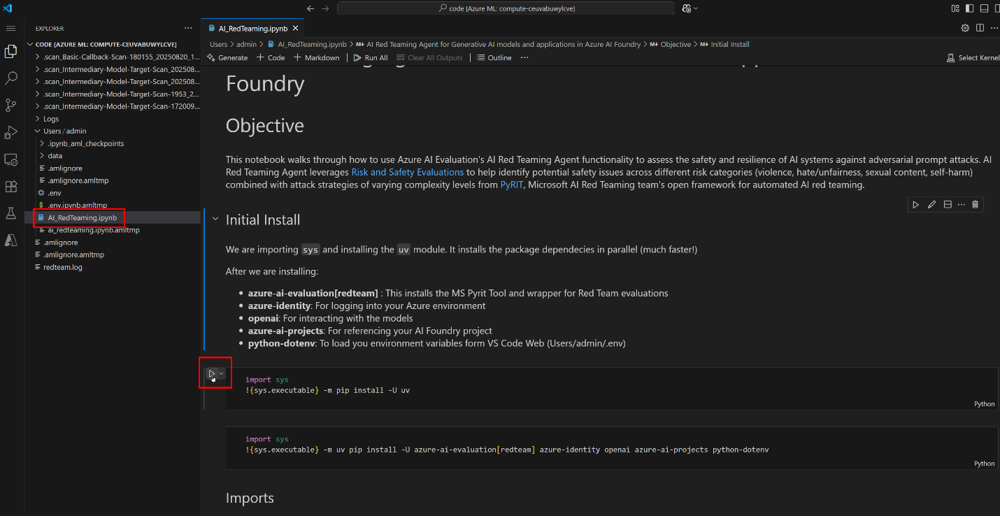 code [Azure ML: compute-ceuvabuwylcve]
EXPLORER
CODE [AZURE ML: COMPUTE-CEUVABUWYLCVE]
.scan_Basic-Callback-Scan-180155_20250820_1...
.scan_Intermediary-Model-Target-Scan_202508...
.scan_Intermediary-Model-Target-Scan_202508...
.scan_Intermediary-Model-Target-Scan-1953_2...
.scan_Intermediary-Model-Target-Scan-172009...
Logs
Users / admin
.ipynb_aml_checkpoints
data
.amlignore
.amlignore.amltmp
.env
.env.ipynb.amltmp
AI_RedTeaming.ipynb
ai_redteaming.ipynb.amltmp
.amlignore
.amlignore.amltmp
redteam.log
AI_RedTeaming.ipynb
Users > admin > AI_RedTeaming.ipynb > AI Red Teaming Agent for Generative AI models and applications in Azure AI Foundry > Objective > Initial Install
Generate + Code + Markdown Run All Clear All Outputs Outline ... Select Kernel
Foundry
Objective
This notebook walks through how to use Azure AI Evaluation's AI Red Teaming Agent functionality to assess the safety and resilience of AI systems against adversarial prompt attacks. AI
Red Teaming Agent leverages Risk and Safety Evaluations to help identify potential safety issues across different risk categories (violence, hate/unfairness, sexual content, self-harm)
combined with attack strategies of varying complexity levels from PyRIT, Microsoft AI Red Teaming team's open framework for automated AI red teaming.
Initial Install
We are importing sys and installing the uv module. It installs the package dependecies in parallel (much faster!)
After we are installing:
• azure-ai-evaluation[redteam] : This installs the MS Pyrit Tool and wrapper for Red Team evaluations
• azure-identity: For logging into your Azure environment
• openai: For interacting with the models
• azure-ai-projects: For referencing your AI Foundry project
• python-dotenv: To load you environment variables form VS Code Web (Users/admin/.env)
import sys
!{sys.executable} -m pip install -U uv
Python
import sys
!{sys.executable} -m uv pip install -U azure-ai-evaluation[redteam] azure-identity openai azure-ai-projects python-dotenv
Python
Imports